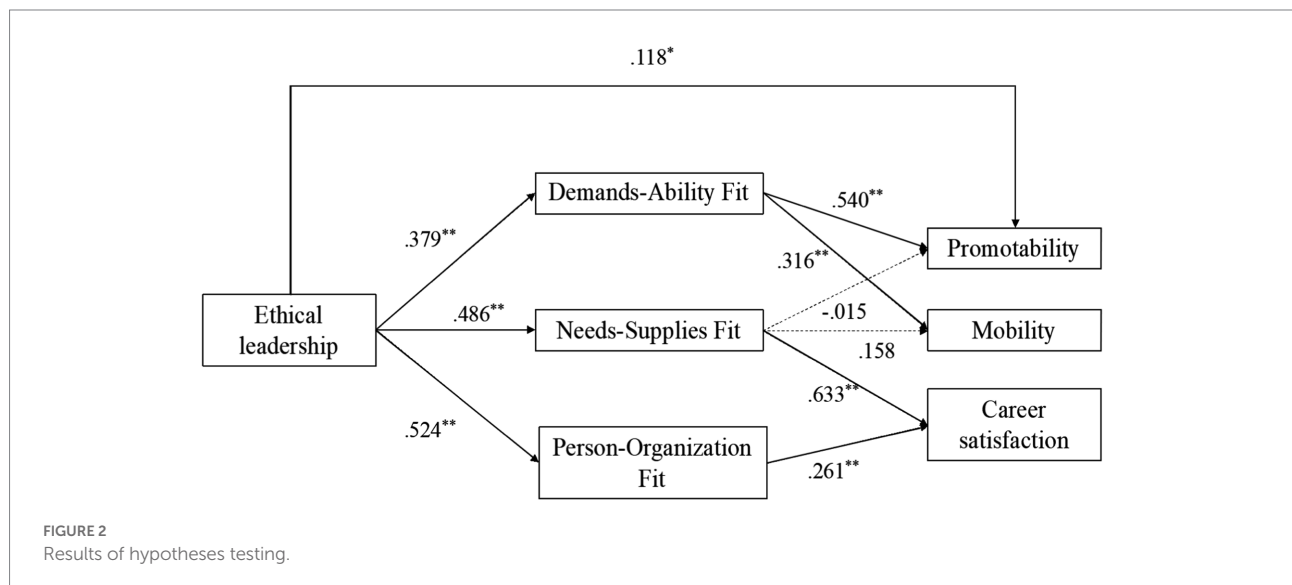 .118*
Demands-Ability Fit
.540**
Promotability
.379**
.316**
Ethical
leadership
.486**
Needs-Supplies Fit
-.015
Mobility
.158
.633**
Career
satisfaction
.524**
Person-Organization
Fit
.261**
FIGURE 2
Results of hypotheses testing.